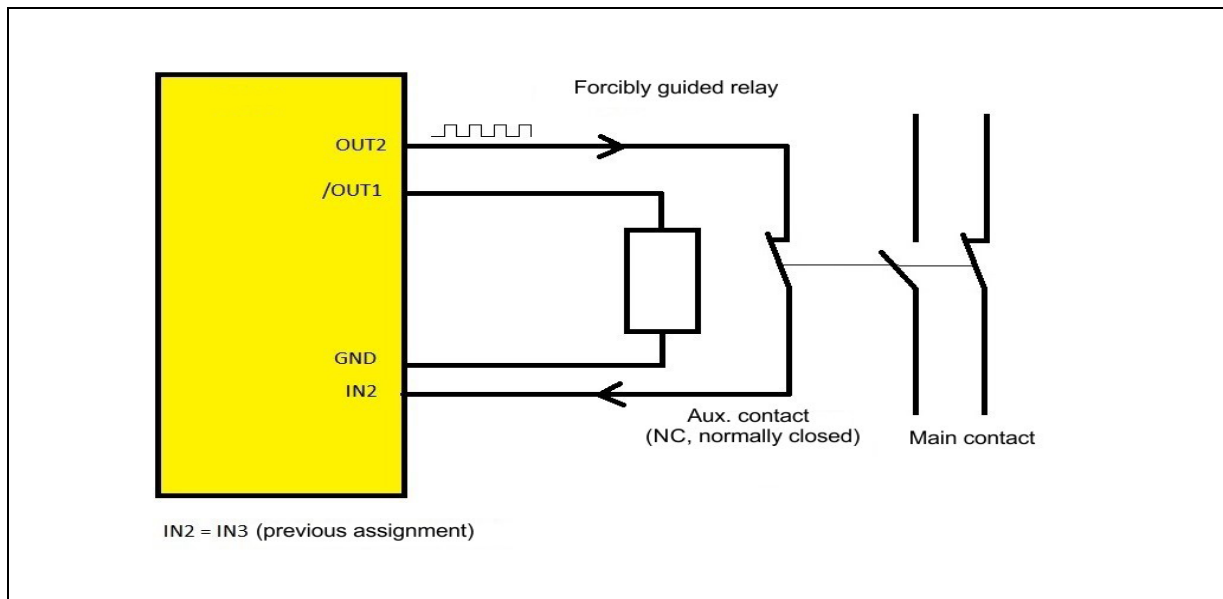 Forcibly guided relay
OUT2
/OUT1
GND
IN2
Aux. contact
(NC, normally closed)
Main contact
IN2 = IN3 (previous assignment)